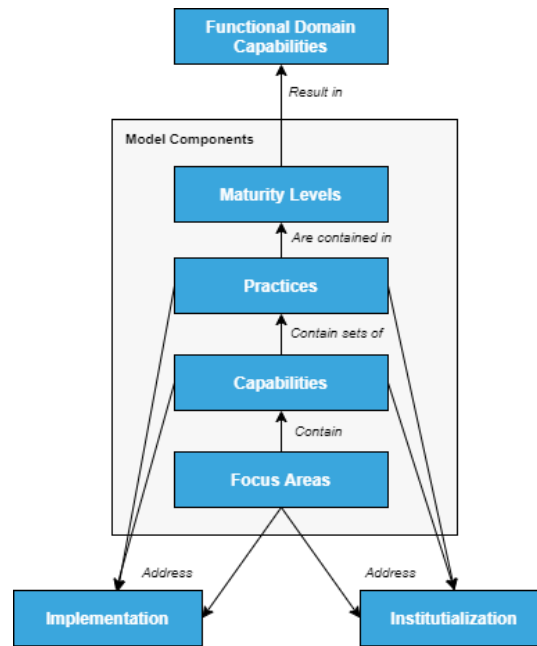 Functional Domain
Capabilities
Result in
Model Components
Maturity Levels
Are contained in
Practices
Contain sets of
Capabilities
Contain
Focus Areas
Address
Address
Implementation
Institutialization